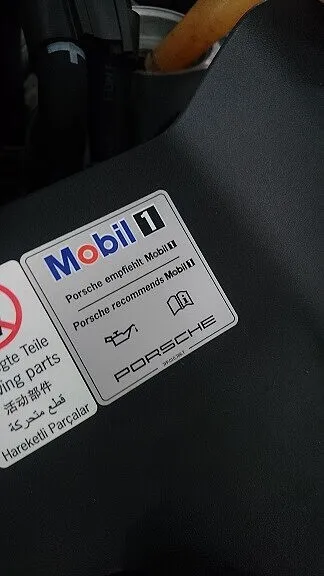 Mobil 1
Porsche empfiehlt Mobil 1
Porsche recommends Mobil 1
PORSCHE
gte Teile
ing parts
活动部件
قطع متحركة
Hareketli Parçalar